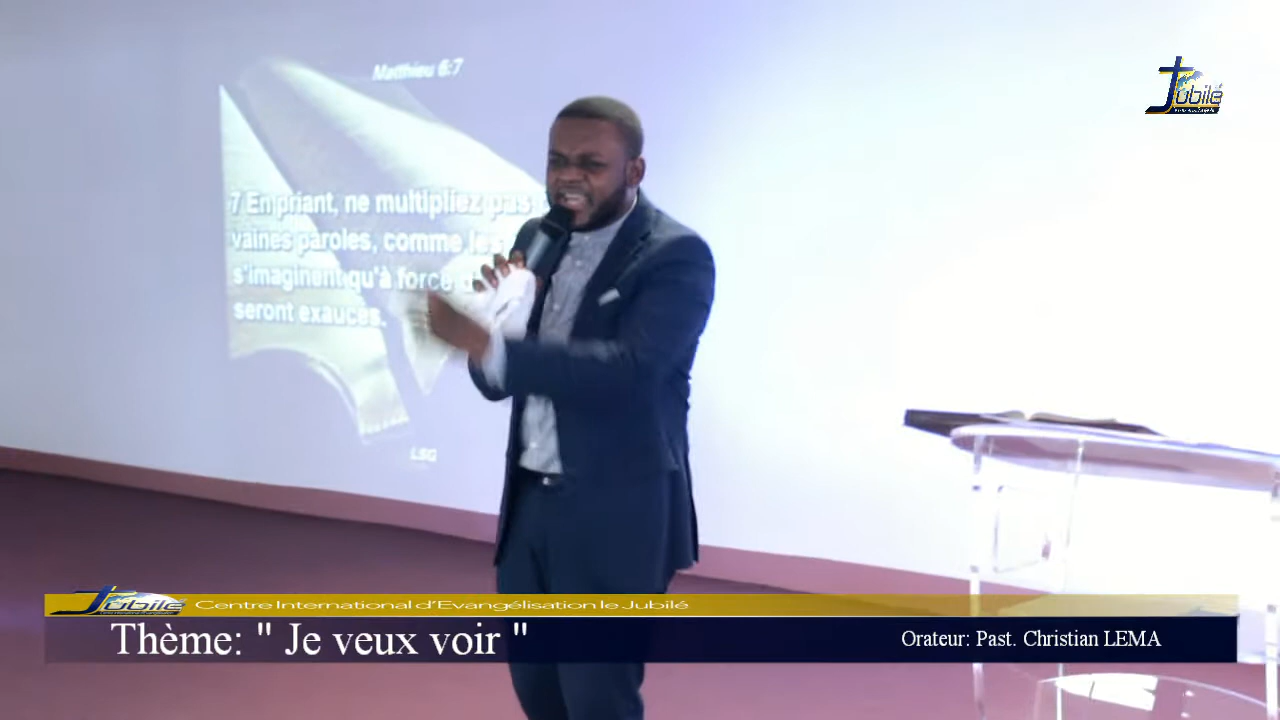 Matthieu 6:7
Jubilé
7 En priant, ne multipliez pas
vaines paroles, comme les
s'imaginent qu'à force
seront exaucés.
LSG
Jubilé Centre International d'Evangélisation le Jubilé
Thème: " Je veux voir "
Orateur: Past. Christian LEMA